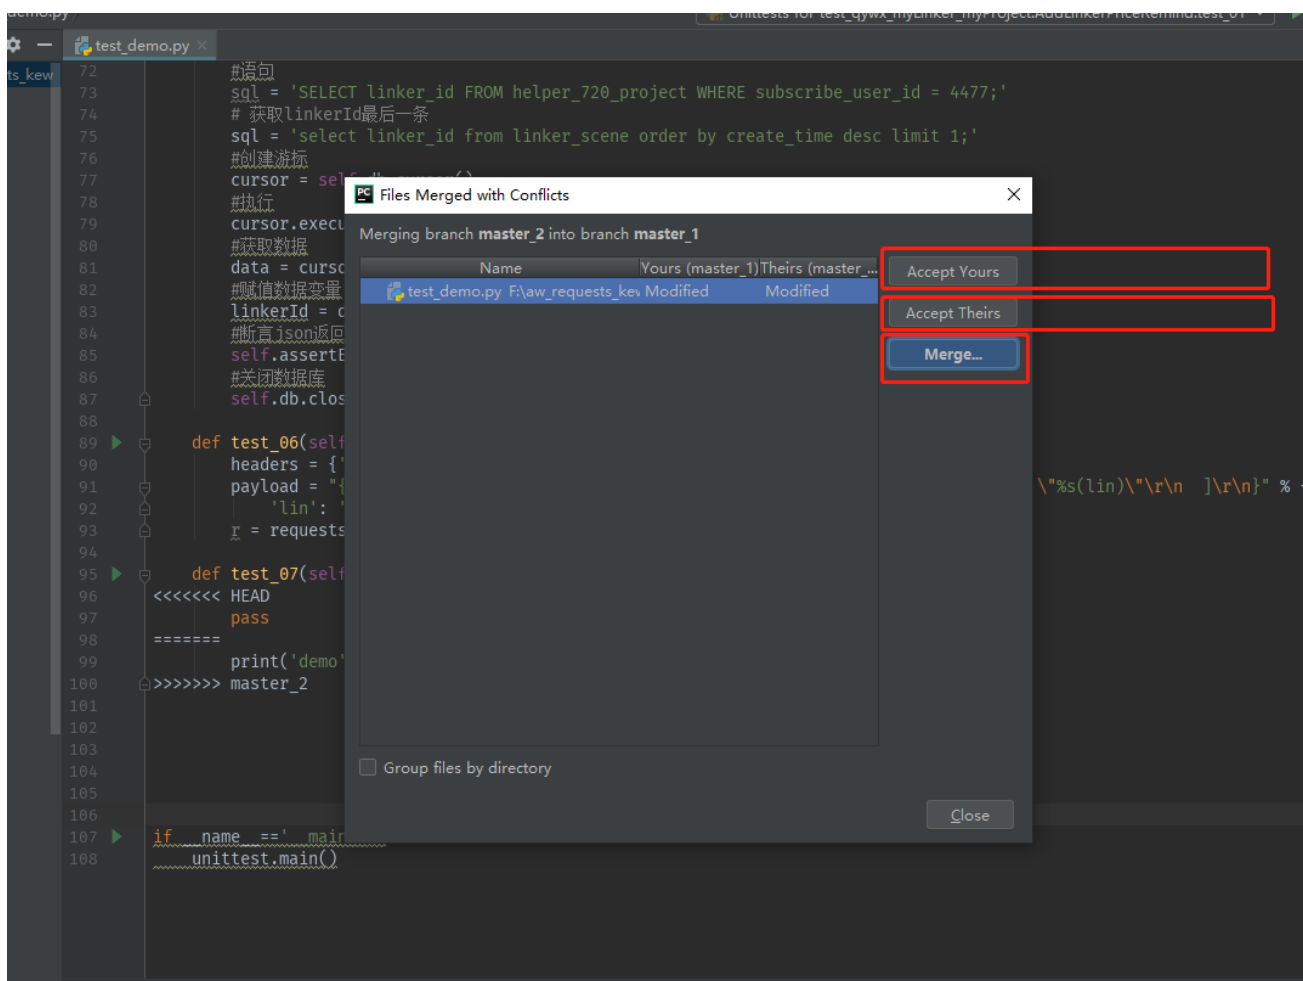 demo.py
Unittests for test_qywx_myLinker_myProject.AddLinkerPriceRemind.test_01
test_demo.py
ts_kew
72 #语句
73 sql = 'SELECT linker_id FROM helper_720_project WHERE subscribe_user_id = 4477;'
74 # 获取linkerId最后一条
75 sql = 'select linker_id from linker_scene order by create_time desc limit 1;'
76 #创建游标
77 cursor = self.db.cursor()
78 #执行
79 cursor.execu
80 #获取数据
81 data = curso
82 #赋值数据变量
83 linkerId = d
84 #断言json返回
85 self.assertE
86 #关闭数据库
87 self.db.clos
88
89 def test_06(self
90 headers = {'
91 payload = "{ \"%s(lin)\"\r\n ]\r\n}" %
92 'lin': '
93 r = requests
94
95 def test_07(self
96 <<<<<<< HEAD
97 pass
98 =======
99 print('demo'
100 >>>>>>> master_2
101
102
103
104
105
106
107 if __name__=='__main
108 unittest.main()
PC Files Merged with Conflicts
Merging branch master_2 into branch master_1
Name Yours (master_1) Theirs (master_...
test_demo.py F:\aw_requests_kew Modified Modified
Accept Yours
Accept Theirs
Merge...
Group files by directory
Close